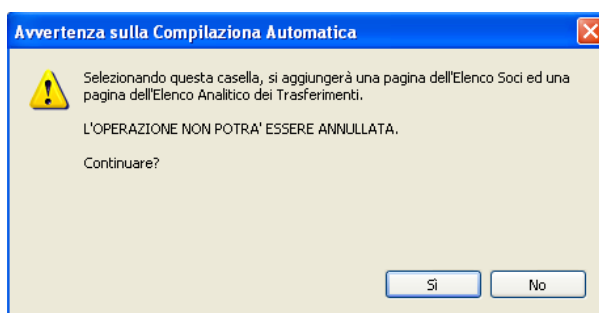 Avvertenza sulla Compilaziona Automatica
Selezionando questa casella, si aggiungerà una pagina dell'Elenco Soci ed una
pagina dell'Elenco Analitico dei Trasferimenti.
L'OPERAZIONE NON POTRA' ESSERE ANNULLATA.
Continuare?
Sì
No